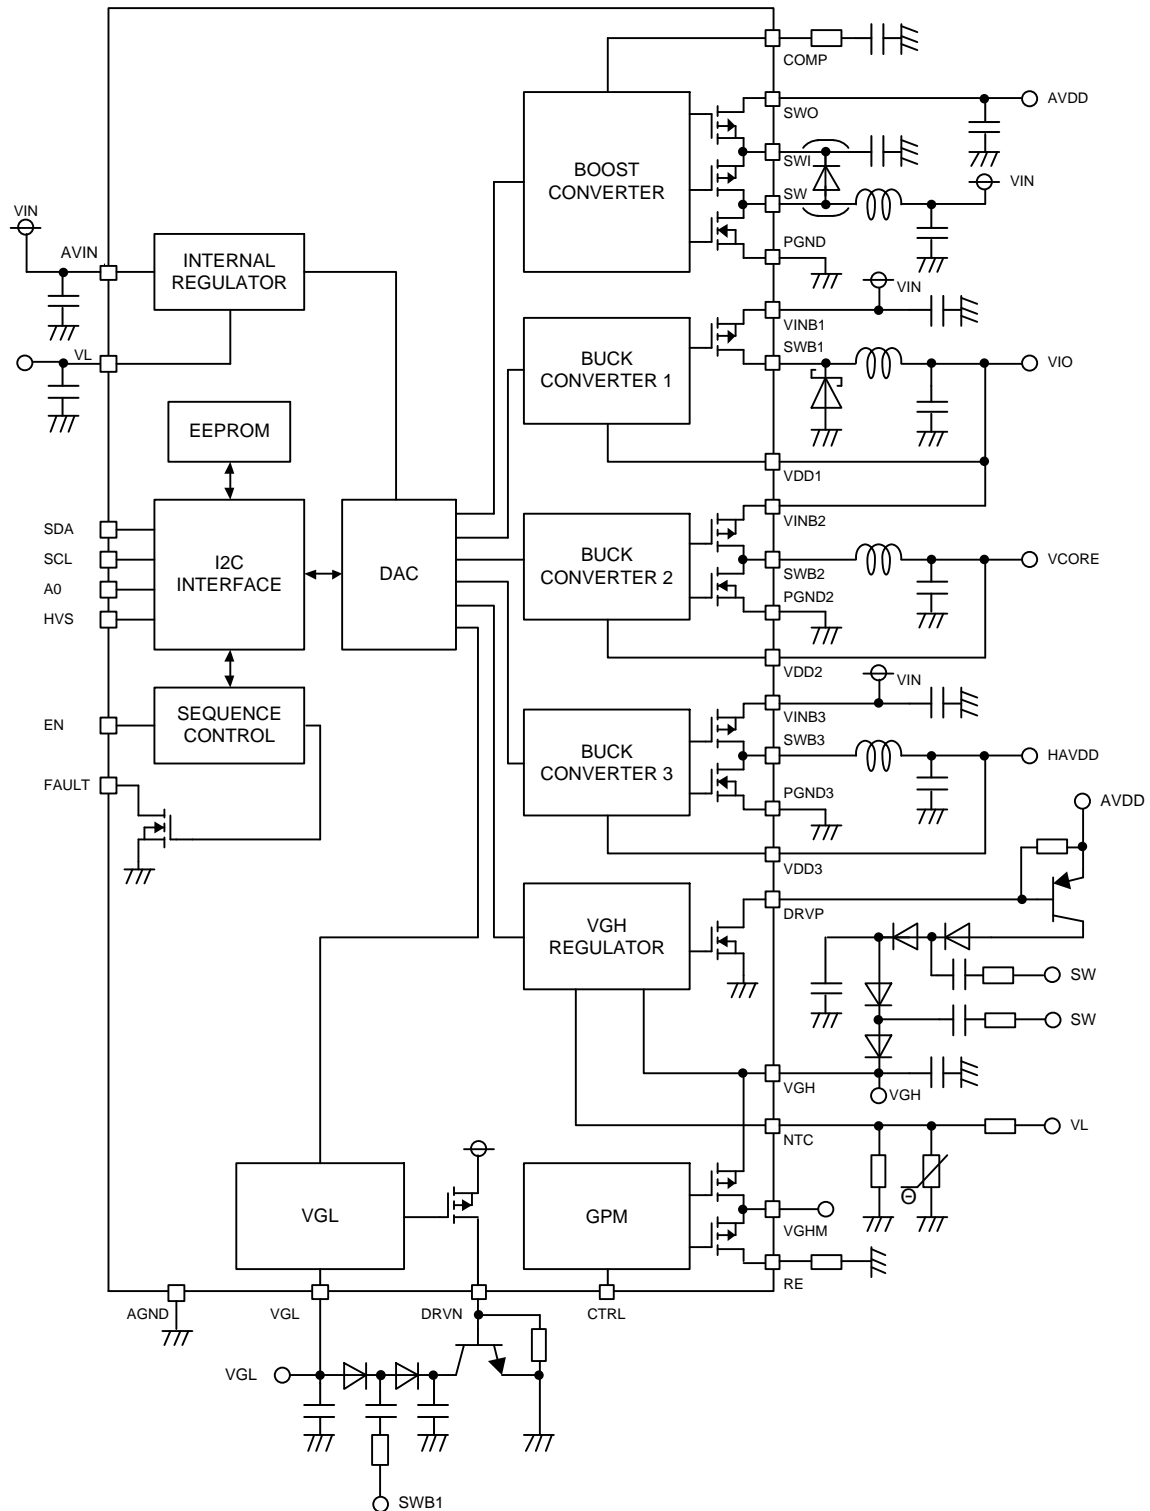 COMP
BOOST
CONVERTER
SWO
AVDD
SWI
SW
VIN
PGND
VIN
AVIN
INTERNAL
REGULATOR
VL
BUCK
CONVERTER 1
VINB1
VIN
SWB1
VIO
VDD1
EEPROM
SDA
SCL
A0
HVS
I2C
INTERFACE
DAC
BUCK
CONVERTER 2
VINB2
SWB2
VCORE
PGND2
VDD2
EN
SEQUENCE
CONTROL
FAULT
BUCK
CONVERTER 3
VINB3
VIN
SWB3
HAVDD
PGND3
VDD3
AVDD
VGH
REGULATOR
DRVP
SW
SW
VGH
VGH
NTC
VL
Θ
VGL
GPM
VGHM
RE
AGND
VGL
DRVN
CTRL
VGL
SWB1